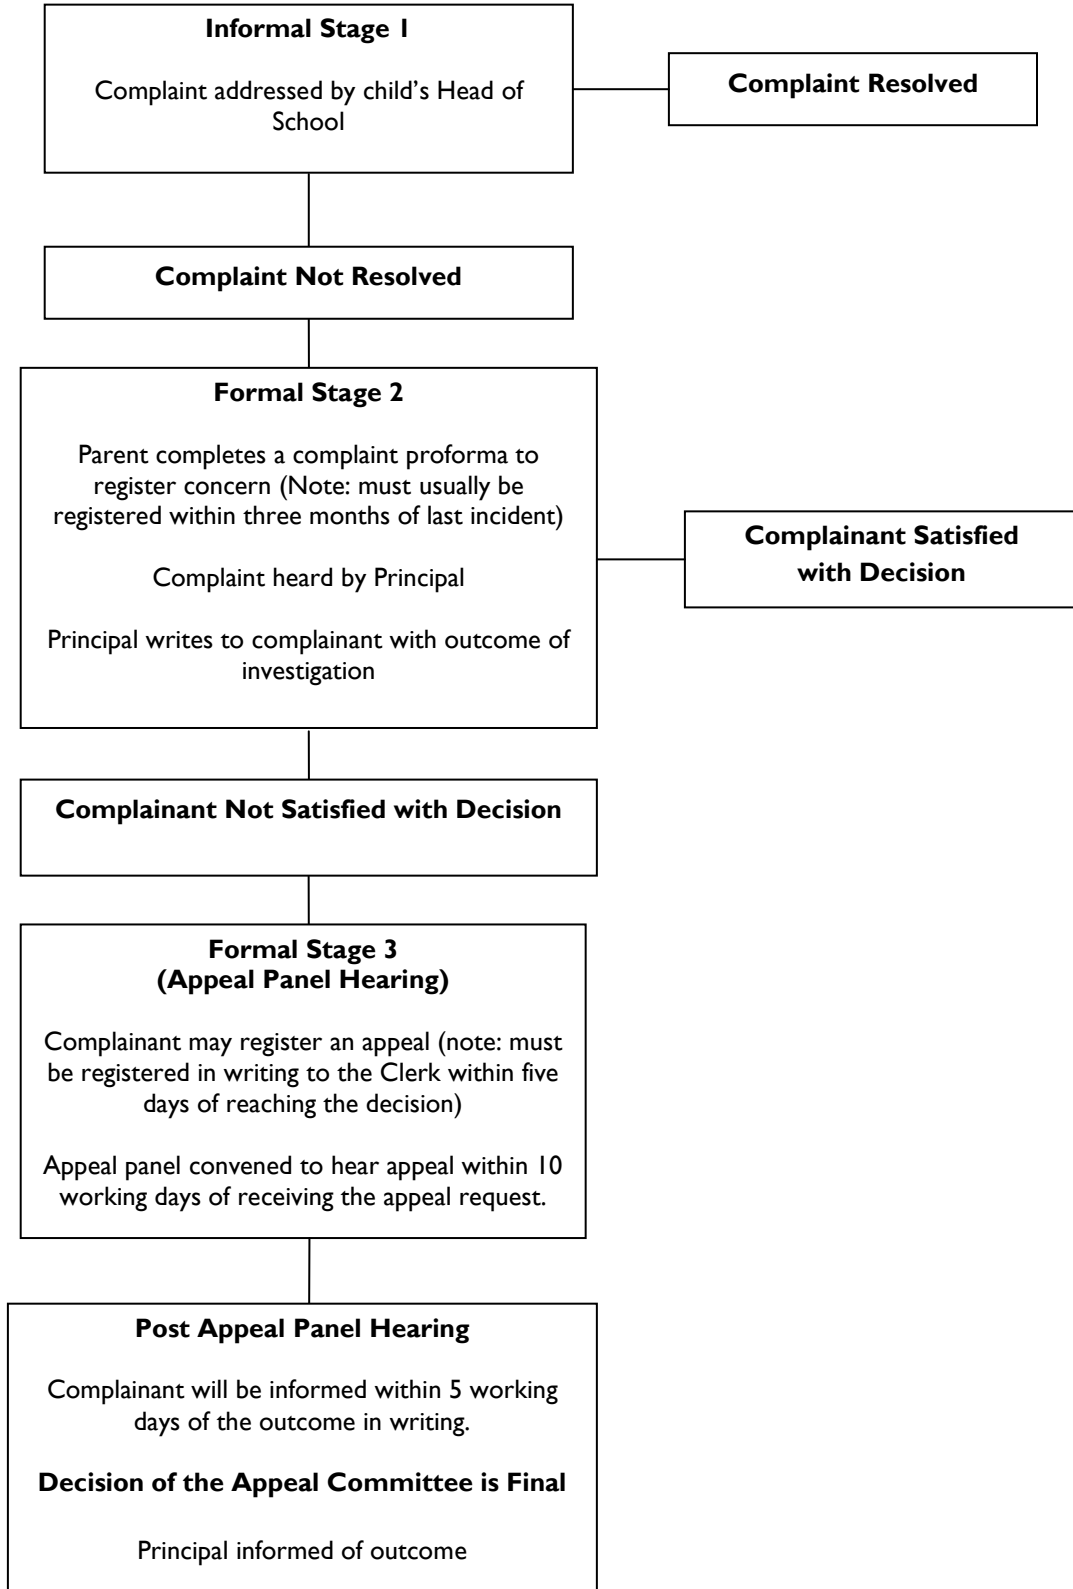 Informal Stage 1
Complaint addressed by child's Head of
School
Complaint Resolved
Complaint Not Resolved
Formal Stage 2
Parent completes a complaint proforma to
register concern (Note: must usually be
registered within three months of last incident)
Complaint heard by Principal
Principal writes to complainant with outcome of
investigation
Complainant Satisfied
with Decision
Complainant Not Satisfied with Decision
Formal Stage 3
(Appeal Panel Hearing)
Complainant may register an appeal (note: must
be registered in writing to the Clerk within five
days of reaching the decision)
Appeal panel convened to hear appeal within 10
working days of receiving the appeal request.
Post Appeal Panel Hearing
Complainant will be informed within 5 working
days of the outcome in writing.
Decision of the Appeal Committee is Final
Principal informed of outcome